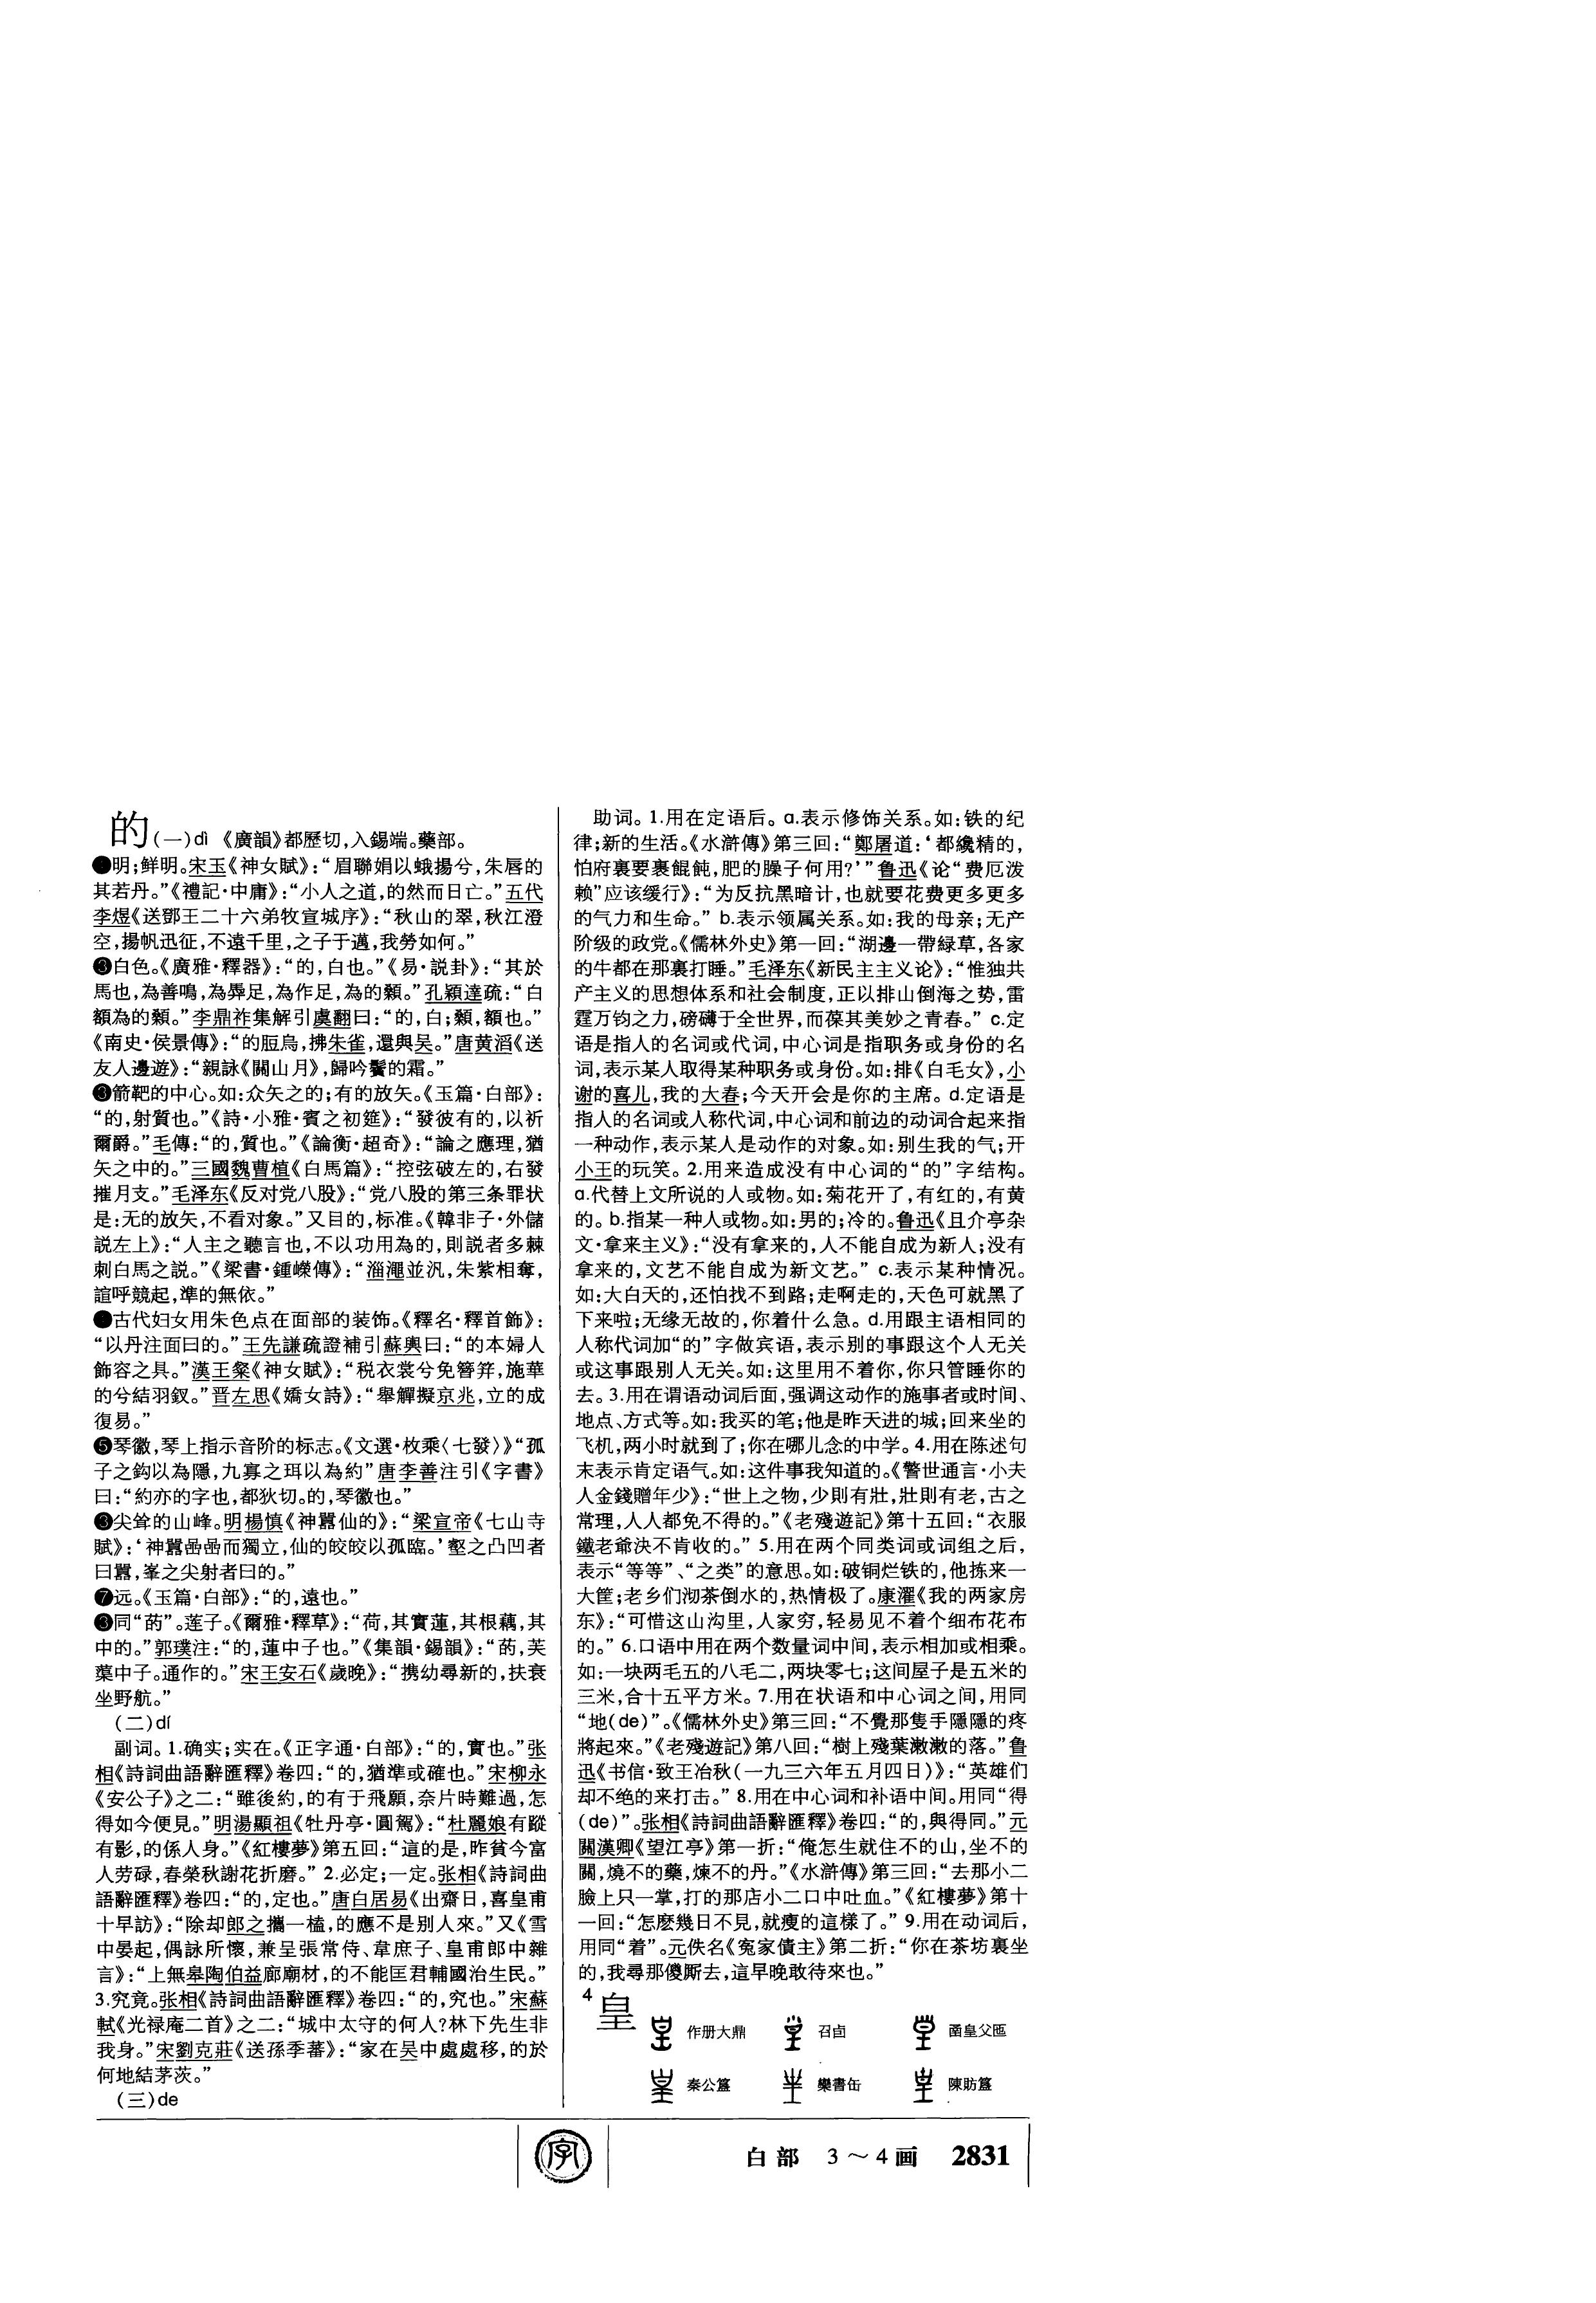 的(一)dì 《廣韻》都歷切，入錫端。藥部。
❶明；鲜明。宋玉《神女賦》：“眉聯娟以蛾揚兮，朱唇的
其若丹。”《禮記·中庸》：“小人之道，的然而日亡。”五代
李煜《送鄧王二十六弟牧宣城序》：“秋山的翠，秋江澄
空，揚帆迅征，不遠千里，之子于邁，我勞如何。”
❷白色。《廣雅·釋器》：“的，白也。”《易·説卦》：“其於
馬也，為善鳴，為馵足，為作足，為的顙。”孔穎達疏：“白
額為的顙。”李鼎祚集解引虞翻曰：“的，白；顙，額也。”
《南史·侯景傳》：“的脰烏，拂朱雀，還與吴。”唐黄滔《送
友人邊遊》：“親詠《關山月》，歸吟鬢的霜。”
❸箭靶的中心。如：众矢之的；有的放矢。《玉篇·白部》：
“的，射質也。”《詩·小雅·賓之初筵》：“發彼有的，以祈
爾爵。”毛傳：“的，質也。”《論衡·超奇》：“論之應理，猶
矢之中的。”三國魏曹植《白馬篇》：“控弦破左的，右發
摧月支。”毛泽东《反对党八股》：“党八股的第三条罪状
是：无的放矢，不看对象。”又目的，标准。《韓非子·外儲
説左上》：“人主之聽言也，不以功用為的，則説者多棘
刺白馬之説。”《梁書·鍾嶸傳》：“淄澠並汎，朱紫相奪，
諠呼競起，準的無依。”
❹古代妇女用朱色点在面部的装饰。《釋名·釋首飾》：
“以丹注面曰的。”王先謙疏證補引蘇輿曰：“的本婦人
飾容之具。”漢王粲《神女賦》：“税衣裳兮免簪笄，施華
的兮結羽釵。”晋左思《嬌女詩》：“舉觶擬京兆，立的成
復易。”
❺琴徽，琴上指示音阶的标志。《文選·枚乘〈七發〉》“孤
子之鈎以為隱，九寡之珥以為約”唐李善注引《字書》
曰：“約亦的字也，都狄切。的，琴徽也。”
❻尖耸的山峰。明楊慎《神囂仙的》：“梁宣帝《七山寺
賦》：‘神囂嵒嵒而獨立，仙的皎皎以孤臨。’壑之凸凹者
曰囂，峯之尖射者曰的。”
❼远。《玉篇·白部》：“的，遠也。”
❽同“菂”。莲子。《爾雅·釋草》：“荷，其實蓮，其根藕，其
中的。”郭璞注：“的，蓮中子也。”《集韻·錫韻》：“菂，芙
蕖中子。通作的。”宋王安石《歲晚》：“携幼尋新的，扶衰
坐野航。”
(二)dí
副词。1.确实；实在。《正字通·白部》：“的，實也。”张
相《詩詞曲語辭匯釋》卷四：“的，猶準或確也。”宋柳永
《安公子》之二：“雖後約，的有于飛願，奈片時難過，怎
得如今便見。”明湯顯祖《牡丹亭·圓駕》：“杜麗娘有蹤
有影，的係人身。”《紅樓夢》第五回：“這的是，昨貧今富
人劳碌，春榮秋謝花折磨。” 2.必定；一定。张相《詩詞曲
語辭匯釋》卷四：“的，定也。”唐白居易《出齋日，喜皇甫
十早訪》：“除却郎之攜一榼，的應不是别人來。”又《雪
中晏起，偶詠所懷，兼呈張常侍、韋庶子、皇甫郎中雜
言》：“上無皋陶伯益廊廟材，的不能匡君輔國治生民。”
3.究竟。张相《詩詞曲語辭匯釋》卷四：“的，究也。”宋蘇
軾《光禄庵二首》之二：“城中太守的何人？林下先生非
我身。”宋劉克莊《送孫季蕃》：“家在吴中處處移，的於
何地結茅茨。”
(三)de
助词。1.用在定语后。a.表示修饰关系。如：铁的纪
律；新的生活。《水滸傳》第三回：“鄭屠道：‘都纔精的，
怕府裏要裹餛飩，肥的臊子何用？’”鲁迅《论“费厄泼
赖”应该缓行》：“为反抗黑暗计，也就要花费更多更多
的气力和生命。” b.表示领属关系。如：我的母亲；无产
阶级的政党。《儒林外史》第一回：“湖邊一帶緑草，各家
的牛都在那裏打睡。”毛泽东《新民主主义论》：“惟独共
产主义的思想体系和社会制度，正以排山倒海之势，雷
霆万钧之力，磅礴于全世界，而葆其美妙之青春。” c.定
语是指人的名词或代词，中心词是指职务或身份的名
词，表示某人取得某种职务或身份。如：排《白毛女》，小
谢的喜儿，我的大春；今天开会是你的主席。 d.定语是
指人的名词或人称代词，中心词和前边的动词合起来指
一种动作，表示某人是动作的对象。如：别生我的气；开
小王的玩笑。 2.用来造成没有中心词的“的”字结构。
a.代替上文所说的人或物。如：菊花开了，有红的，有黄
的。 b.指某一种人或物。如：男的；冷的。鲁迅《且介亭杂
文·拿来主义》：“没有拿来的，人不能自成为新人；没有
拿来的，文艺不能自成为新文艺。” c.表示某种情况。
如：大白天的，还怕找不到路；走啊走的，天色可就黑了
下来啦；无缘无故的，你着什么急。 d.用跟主语相同的
人称代词加“的”字做宾语，表示别的事跟这个人无关
或这事跟别人无关。如：这里用不着你，你只管睡你的
去。 3.用在谓语动词后面，强调这动作的施事者或时间、
地点、方式等。如：我买的笔；他是昨天进的城；回来坐的
飞机，两小时就到了；你在哪儿念的中学。 4.用在陈述句
末表示肯定语气。如：这件事我知道的。《警世通言·小夫
人金錢贈年少》：“世上之物，少則有壯，壯則有老，古之
常理，人人都免不得的。”《老殘遊記》第十五回：“衣服
鐵老爺決不肯收的。” 5.用在两个同类词或词组之后，
表示“等等”、“之类”的意思。如：破铜烂铁的，他拣来一
大筐；老乡们沏茶倒水的，热情极了。康濯《我的两家房
东》：“可惜这山沟里，人家穷，轻易见不着个细布花布
的。” 6.口语中用在两个数量词中间，表示相加或相乘。
如：一块两毛五的八毛二，两块零七；这间屋子是五米的
三米，合十五平方米。 7.用在状语和中心词之间，用同
“地(de)”。《儒林外史》第三回：“不覺那隻手隱隱的疼
將起來。”《老殘遊記》第八回：“樹上殘葉漱漱的落。”鲁
迅《书信·致王冶秋(一九三六年五月四日)》：“英雄们
却不绝的来打击。” 8.用在中心词和补语中间。用同“得
(de)”。张相《詩詞曲語辭匯釋》卷四：“的，與得同。”元
關漢卿《望江亭》第一折：“俺怎生就住不的山，坐不的
關，燒不的藥，煉不的丹。”《水滸傳》第三回：“去那小二
臉上只一掌，打的那店小二口中吐血。”《紅樓夢》第十
一回：“怎麽幾日不見，就瘦的這樣了。” 9.用在动词后，
用同“着”。元佚名《冤家債主》第二折：“你在茶坊裏坐
的，我尋那傻厮去，這早晚敢待來也。”
4 皇 作册大鼎 召卣 圅皇父匜
秦公簋 欒書缶 陳肪簋
字 白部 3～4画 2831